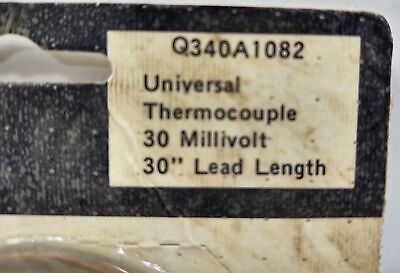 Q340A1082
Universal
Thermocouple
30 Millivolt
30" Lead Length